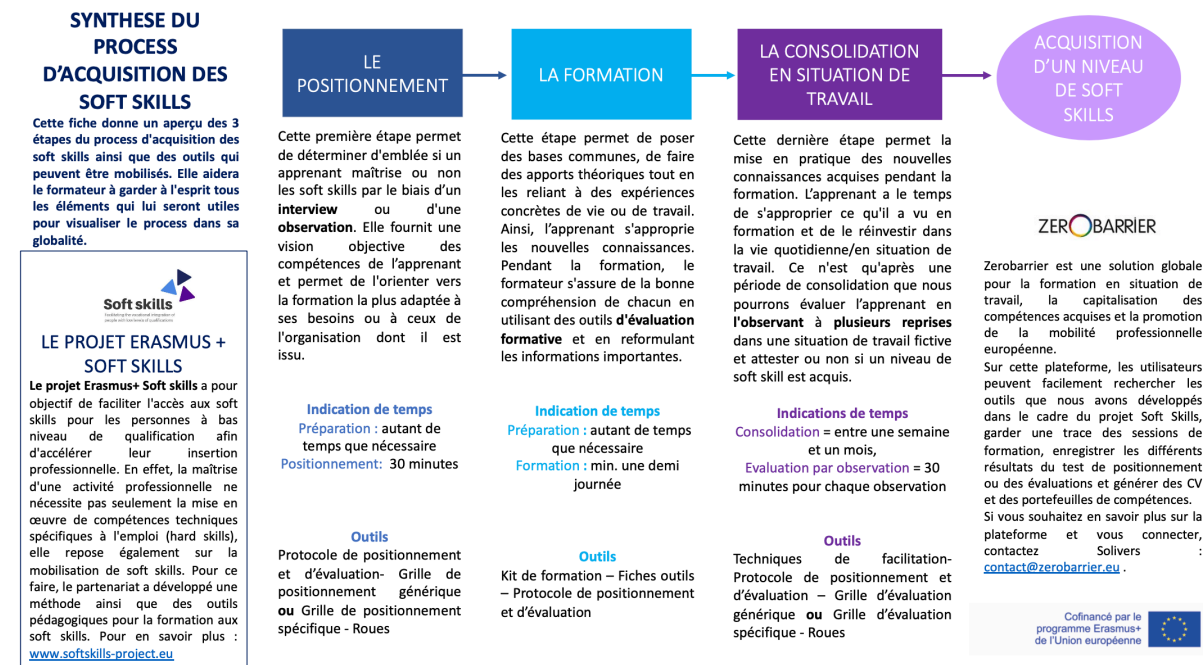 SYNTHESE DU
PROCESS
D'ACQUISITION DES
SOFT SKILLS
Cette fiche donne un aperçu des 3
étapes du process d'acquisition des
soft skills ainsi que des outils qui
peuvent être mobilisés. Elle aidera
le formateur à garder à l'esprit tous
les éléments qui lui seront utiles
pour visualiser le process dans sa
globalité.
Soft skills
LE PROJET ERASMUS +
SOFT SKILLS
Le projet Erasmus+ Soft skills a pour
objectif de faciliter l'accès aux soft
skills pour les personnes à bas
niveau de qualification afin
d'accélérer leur insertion
professionnelle. En effet, la maîtrise
d'une activité professionnelle ne
nécessite pas seulement la mise en
œuvre de compétences techniques
spécifiques à l'emploi (hard skills),
elle repose également sur la
mobilisation de soft skills. Pour ce
faire, le partenariat a développé une
méthode ainsi que des outils
pédagogiques pour la formation aux
soft skills. Pour en savoir plus :
www.softskills-project.eu
LE
POSITIONNEMENT
Cette première étape permet
de déterminer d'emblée si un
apprenant maîtrise ou non
les soft skills par le biais d'un
interview ou d'une
observation. Elle fournit une
vision objective des
compétences de l'apprenant
et permet de l'orienter vers
la formation la plus adaptée à
ses besoins ou à ceux de
l'organisation dont il est
issu.
Indication de temps
Préparation : autant de
temps que nécessaire
Positionnement: 30 minutes
Outils
Protocole de positionnement
et d'évaluation- Grille de
positionnement générique
ou Grille de positionnement
spécifique - Roues
LA FORMATION
Cette étape permet de poser
des bases communes, de faire
des apports théoriques tout en
les reliant à des expériences
concrètes de vie ou de travail.
Ainsi, l'apprenant s'approprie
les nouvelles connaissances.
Pendant la formation, le
formateur s'assure de la bonne
compréhension de chacun en
utilisant des outils d'évaluation
formative et en reformulant
les informations importantes.
Indication de temps
Préparation : autant de temps
que nécessaire
Formation : min. une demi
journée
Outils
Kit de formation – Fiches outils
– Protocole de positionnement
et d'évaluation
LA CONSOLIDATION
EN SITUATION DE
TRAVAIL
Cette dernière étape permet la
mise en pratique des nouvelles
connaissances acquises pendant la
formation. L'apprenant a le temps
de s'approprier ce qu'il a vu en
formation et de le réinvestir dans
la vie quotidienne/en situation de
travail. Ce n'est qu'après une
période de consolidation que nous
pourrons évaluer l'apprenant en
l'observant à plusieurs reprises
dans une situation de travail fictive
et attester ou non si un niveau de
soft skill est acquis.
Indications de temps
Consolidation = entre une semaine
et un mois,
Evaluation par observation = 30
minutes pour chaque observation
Outils
Techniques de facilitation-
Protocole de positionnement et
d'évaluation – Grille d'évaluation
générique ou Grille d'évaluation
spécifique - Roues
ACQUISITION
D'UN NIVEAU
DE SOFT
SKILLS
ZEROBARRIER
Zerobarrier est une solution globale
pour la formation en situation de
travail, la capitalisation des
compétences acquises et la promotion
de la mobilité professionnelle
européenne.
Sur cette plateforme, les utilisateurs
peuvent facilement rechercher les
outils que nous avons développés
dans le cadre du projet Soft Skills,
garder une trace des sessions de
formation, enregistrer les différents
résultats du test de positionnement
ou des évaluations et générer des CV
et des portefeuilles de compétences.
Si vous souhaitez en savoir plus sur la
plateforme et vous connecter,
contactez Solivers :
contact@zerobarrier.eu .
Cofinancé par le
programme Erasmus+
de l'Union européenne